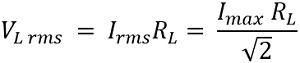 V_{L rms} = I_{rms}R_L = \frac{I_{max} R_L}{\sqrt{2}}